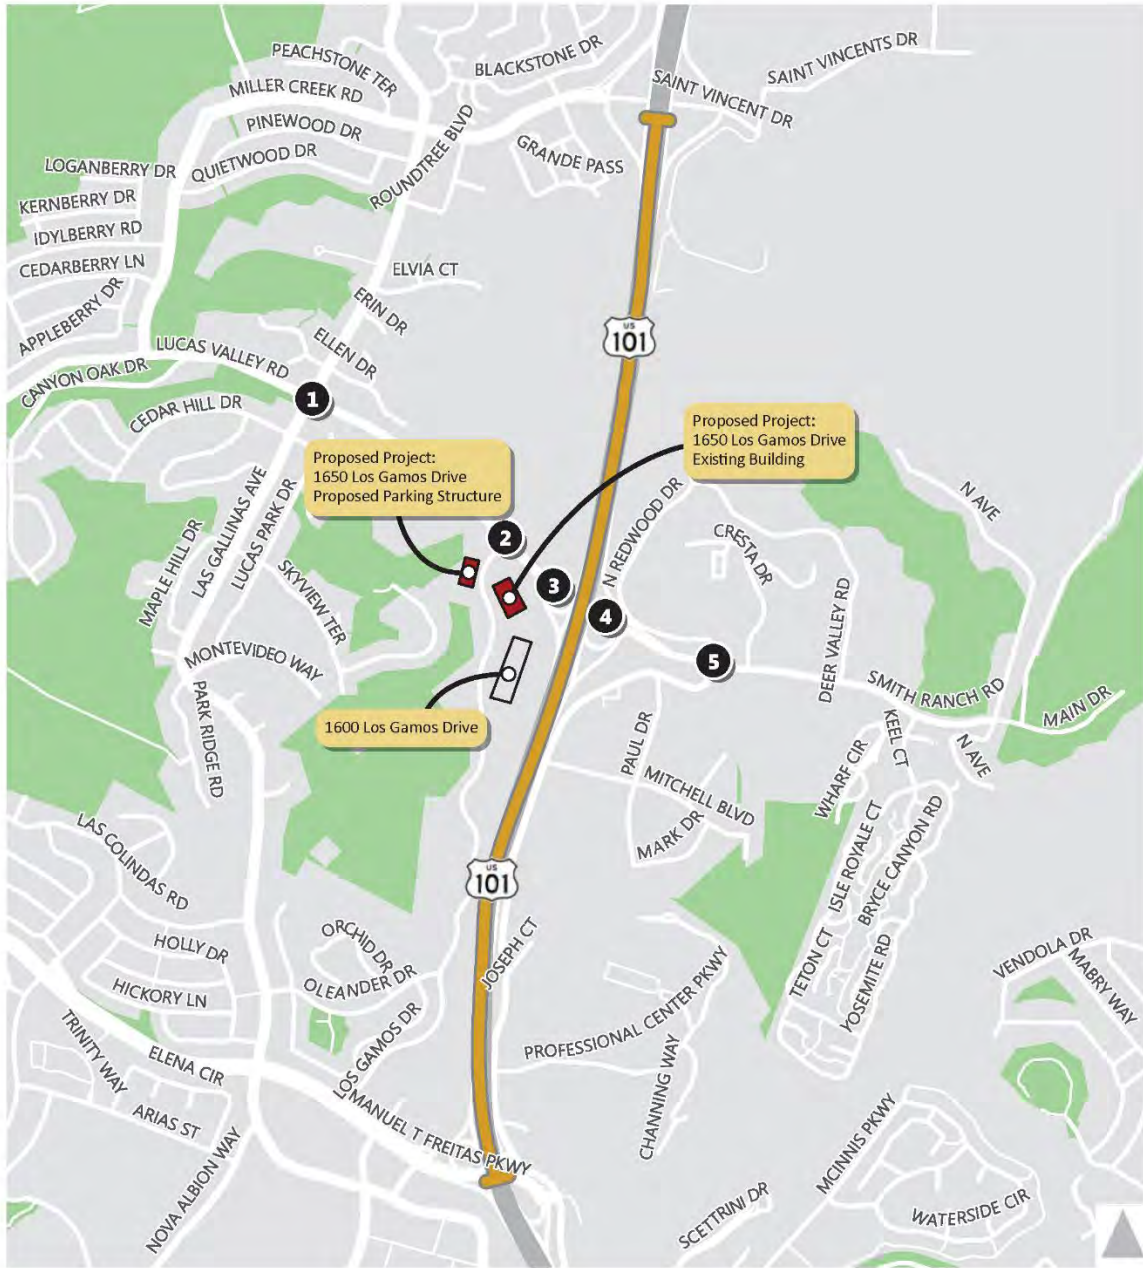 PEACHSTONE TER
BLACKSTONE DR
SAINT VINCENTS DR
MILLER CREEK RD
SAINT VINCENT DR
PINEWOOD DR
ROUNDTREE BLVD
GRANDE PASS
LOGANBERRY DR
QUIETWOOD DR
KERNBERRY DR
IDYLBERRY RD
CEDARBERRY LN
ELVIA CT
APPLEBERRY DR
ERIN DR
ELLEN DR
US
101
LUCAS VALLEY RD
CANYON OAK DR
1
CEDAR HILL DR
Proposed Project:
1650 Los Gamos Drive
Existing Building
Proposed Project:
1650 Los Gamos Drive
Proposed Parking Structure
N AVE
LAS GALLINAS AVE
LUCAS PARK DR
MAPLE HILL DR
2
N REDWOOD DR
CRESTA DR
3
SKYVIEW TER
4
DEER VALLEY RD
5
MONTEVIDEO WAY
SMITH RANCH RD
MAIN DR
PARK RIDGE RD
1600 Los Gamos Drive
PAUL DR
KEEL CT
N AVE
WHARF CIR
MITCHELL BLVD
MARK DR
LAS COLINDAS RD
US
101
ISLE ROYALE CT
BRYCE CANYON RD
ORCHID DR
HOLLY DR
JOSEPH CT
OLEANDER DR
HICKORY LN
TETON CT
YOSEMITE RD
VENDOLA DR
MABRY WAY
TRINITY WAY
ELENA CIR
LOS GAMOS DR
PROFESSIONAL CENTER PKWY
CHANNING WAY
ARIAS ST
MANUEL T FREITAS PKWY
NOVA ALBION WAY
MCINNIS PKWY
SCETTRINI DR
WATERSIDE CIR